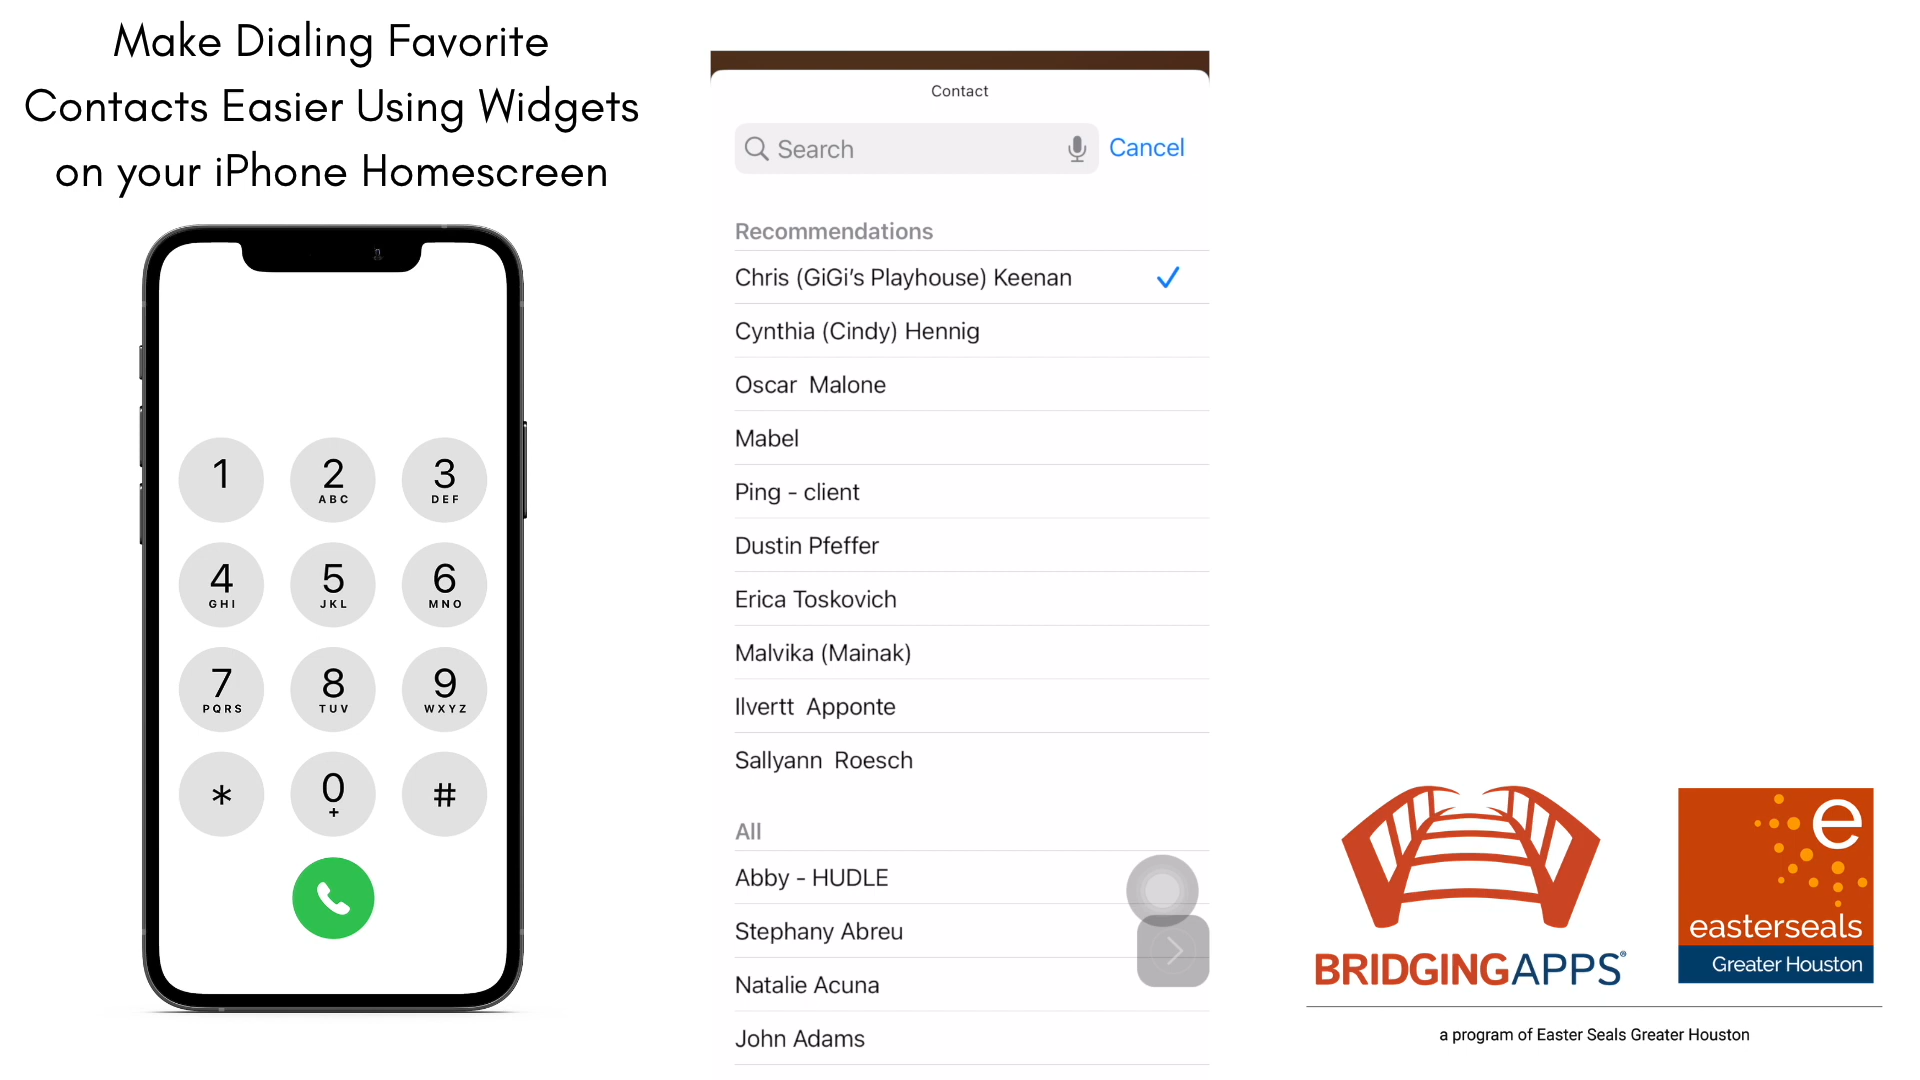 Make Dialing Favorite
Contacts Easier Using Widgets
on your iPhone Homescreen
1
2
ABC
3
DEF
4
GHI
5
JKL
6
MNO
7
PQRS
8
TUV
9
WXYZ
*
0
+
#
Contact
Search
Cancel
Recommendations
Chris (GiGi's Playhouse) Keenan
Cynthia (Cindy) Hennig
Oscar  Malone
Mabel
Ping - client
Dustin Pfeffer
Erica Toskovich
Malvika (Mainak)
Ilvertt  Apponte
Sallyann  Roesch
All
Abby - HUDLE
Stephany Abreu
Natalie Acuna
John Adams
BRIDGINGAPPS®
e
easterseals
Greater Houston
a program of Easter Seals Greater Houston